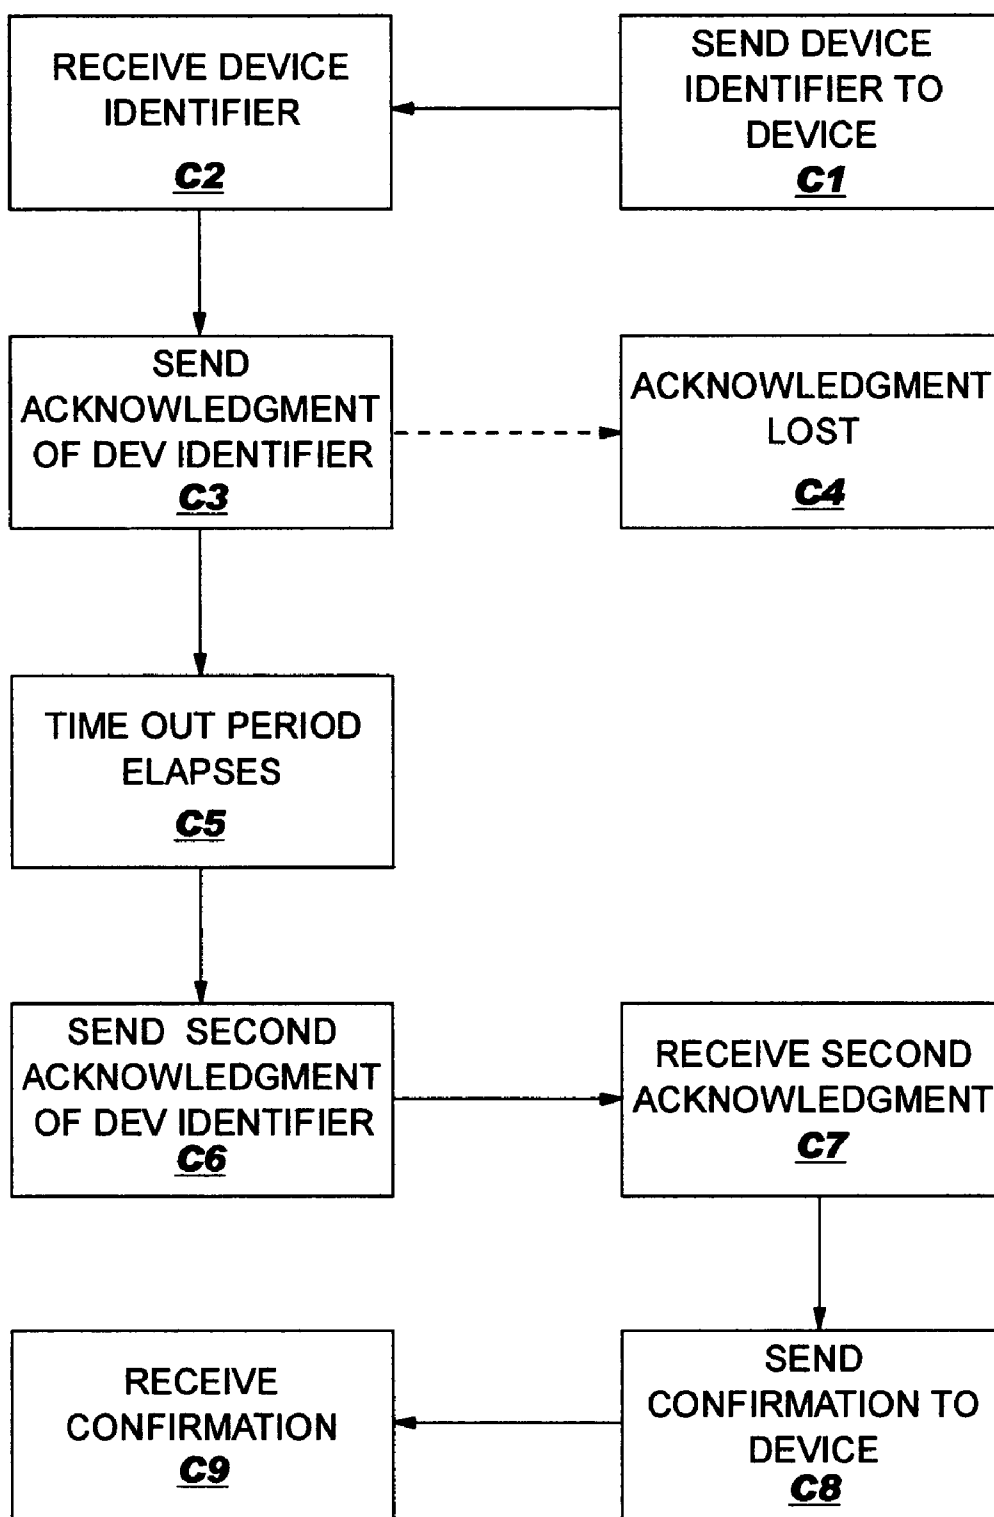 RECEIVE DEVICE
IDENTIFIER
C2
SEND DEVICE
IDENTIFIER TO
DEVICE
C1
SEND
ACKNOWLEDGMENT
OF DEV IDENTIFIER
C3
ACKNOWLEDGMENT
LOST
C4
TIME OUT PERIOD
ELAPSES
C5
SEND SECOND
ACKNOWLEDGMENT
OF DEV IDENTIFIER
C6
RECEIVE SECOND
ACKNOWLEDGMENT
C7
RECEIVE
CONFIRMATION
C9
SEND
CONFIRMATION TO
DEVICE
C8